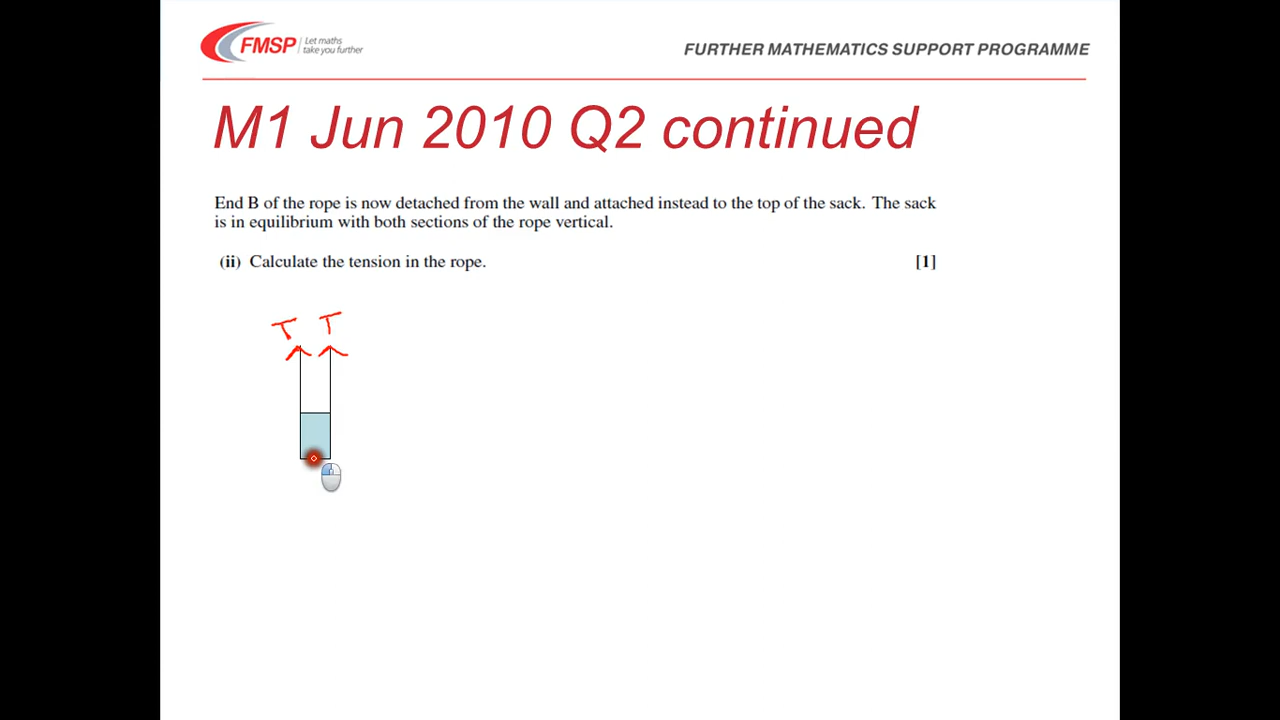 FMSP
Let maths
take you further
FURTHER MATHEMATICS SUPPORT PROGRAMME
M1 Jun 2010 Q2 continued
End B of the rope is now detached from the wall and attached instead to the top of the sack. The sack
is in equilibrium with both sections of the rope vertical.
(ii) Calculate the tension in the rope. [1]
T T